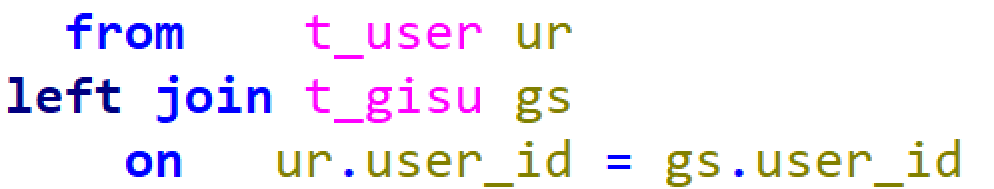 from t_user ur
left join t_gisu gs
on ur.user_id = gs.user_id